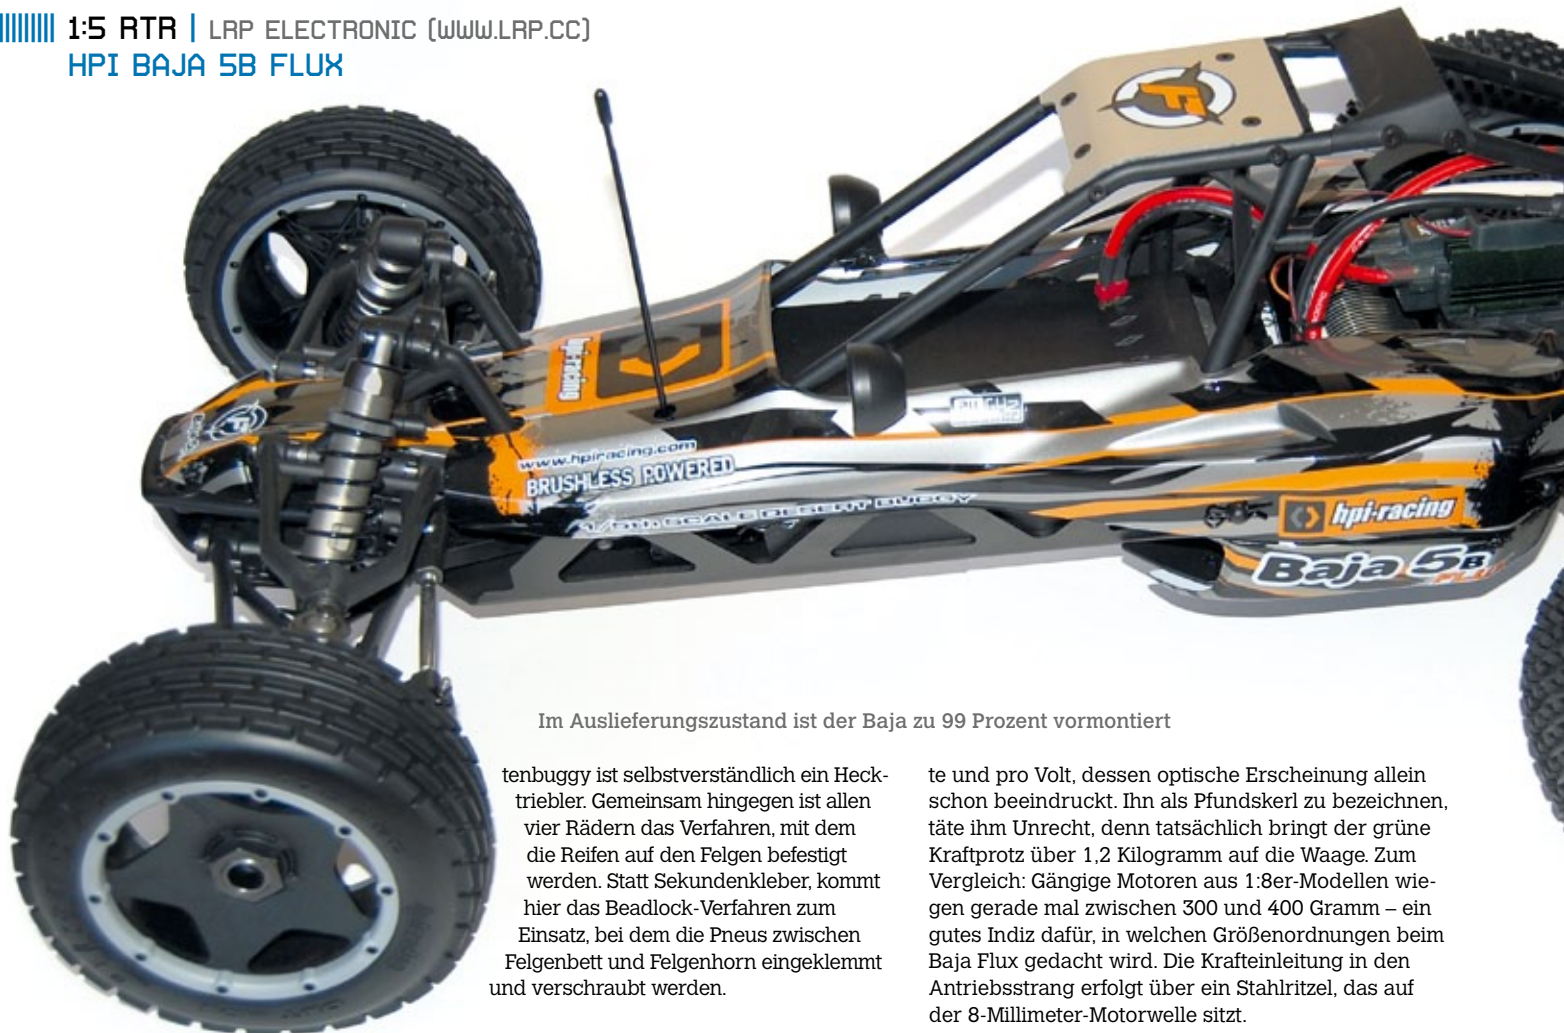 1:5 RTR | LRP ELECTRONIC (WWW.LRP.CC)
HPI BAJA 5B FLUX
hpi-racing
Baja
www.hpiracing.com
BRUSHLESS POWERED
SCALE DESERT BUGGY
hpi-racing
Baja 5B
FLUX
Im Auslieferungszustand ist der Baja zu 99 Prozent vormontiert
tenbuggy ist selbstverständlich ein Heck-
triebler. Gemeinsam hingegen ist allen
vier Rädern das Verfahren, mit dem
die Reifen auf den Felgen befestigt
werden. Statt Sekundenkleber, kommt
hier das Beadlock-Verfahren zum
Einsatz, bei dem die Pneus zwischen
Felgenbett und Felgenhorn eingeklemmt
und verschraubt werden.
te und pro Volt, dessen optische Erscheinung allein
schon beeindruckt. Ihn als Pfundskerl zu bezeichnen,
täte ihm Unrecht, denn tatsächlich bringt der grüne
Kraftprotz über 1,2 Kilogramm auf die Waage. Zum
Vergleich: Gängige Motoren aus 1:8er-Modellen wie-
gen gerade mal zwischen 300 und 400 Gramm – ein
gutes Indiz dafür, in welchen Größenordnungen beim
Baja Flux gedacht wird. Die Krafteinleitung in den
Antriebsstrang erfolgt über ein Stahlritzel, das auf
der 8-Millimeter-Motorwelle sitzt.